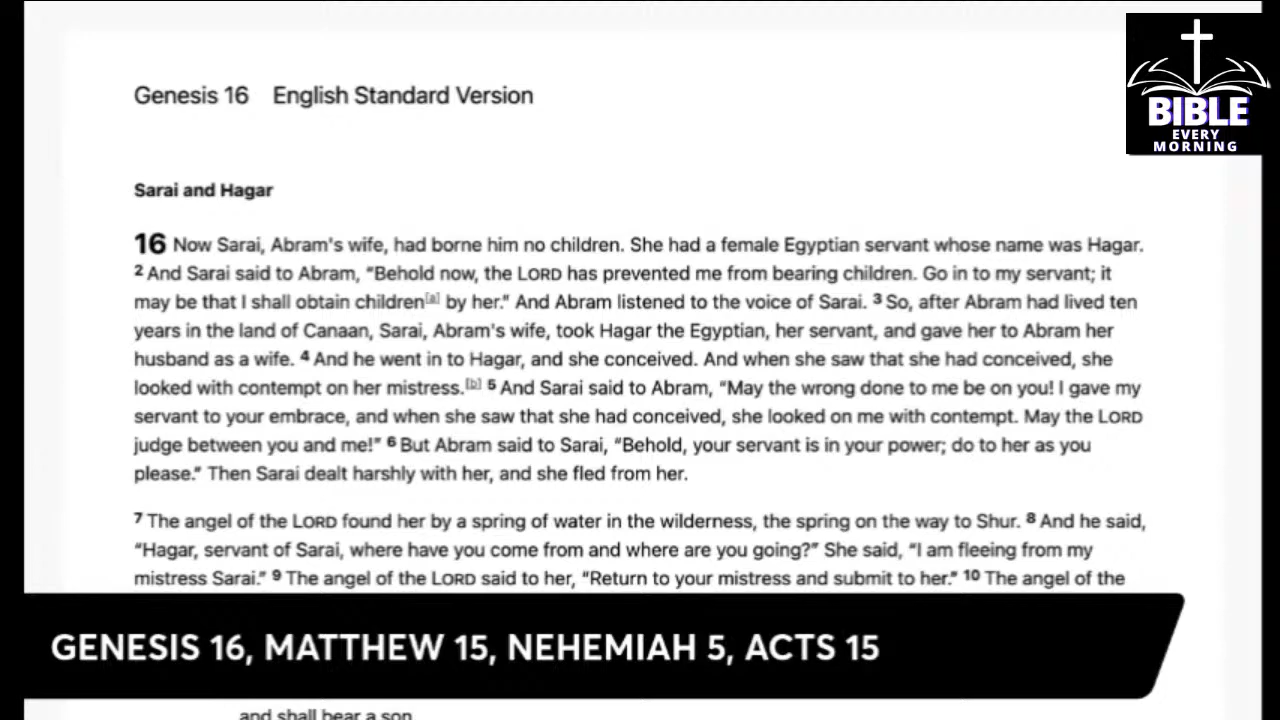 Genesis 16 English Standard Version
BIBLE
EVERY
MORNING
Sarai and Hagar
16 Now Sarai, Abram's wife, had borne him no children. She had a female Egyptian servant whose name was Hagar.
2 And Sarai said to Abram, “Behold now, the LORD has prevented me from bearing children. Go in to my servant; it
may be that I shall obtain children[a] by her.” And Abram listened to the voice of Sarai. 3 So, after Abram had lived ten
years in the land of Canaan, Sarai, Abram's wife, took Hagar the Egyptian, her servant, and gave her to Abram her
husband as a wife. 4 And he went in to Hagar, and she conceived. And when she saw that she had conceived, she
looked with contempt on her mistress.[b] 5 And Sarai said to Abram, “May the wrong done to me be on you! I gave my
servant to your embrace, and when she saw that she had conceived, she looked on me with contempt. May the LORD
judge between you and me!” 6 But Abram said to Sarai, “Behold, your servant is in your power; do to her as you
please.” Then Sarai dealt harshly with her, and she fled from her.
7 The angel of the LORD found her by a spring of water in the wilderness, the spring on the way to Shur. 8 And he said,
“Hagar, servant of Sarai, where have you come from and where are you going?” She said, “I am fleeing from my
mistress Sarai.” 9 The angel of the LORD said to her, “Return to your mistress and submit to her.” 10 The angel of the
GENESIS 16, MATTHEW 15, NEHEMIAH 5, ACTS 15
and shall bear a son